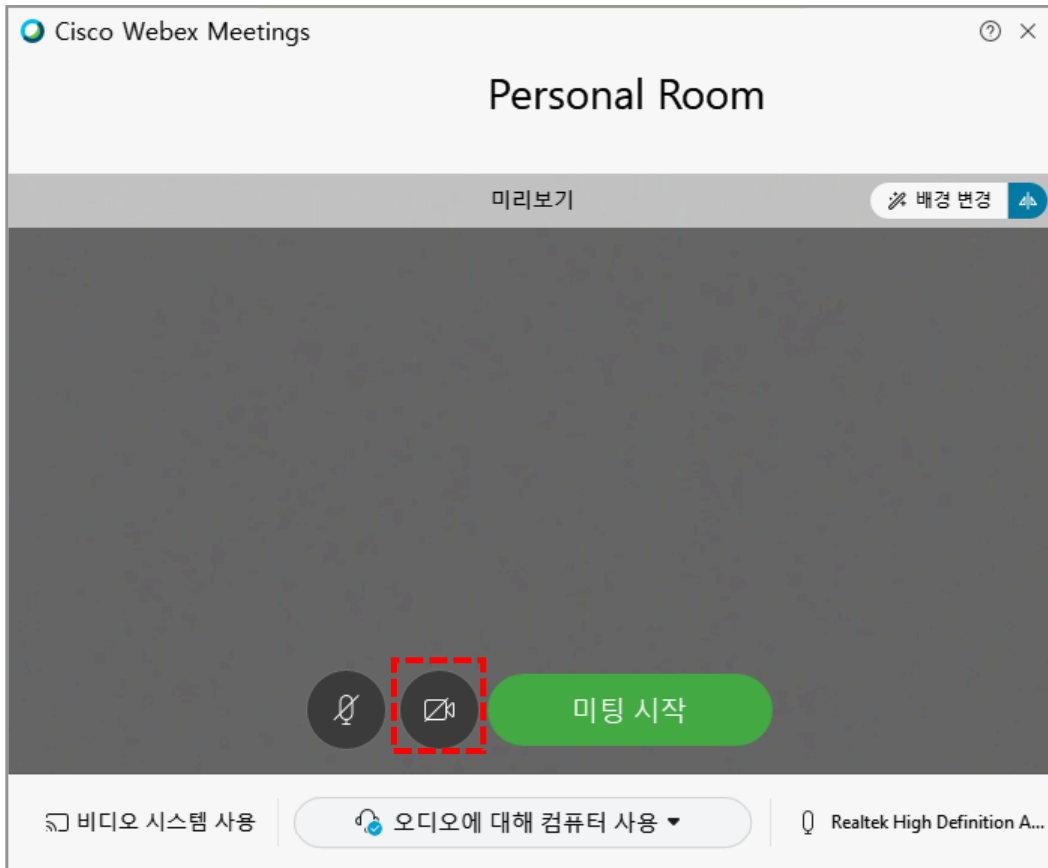 Cisco Webex Meetings
Personal Room
미리보기
배경 변경
미팅 시작
비디오 시스템 사용
오디오에 대해 컴퓨터 사용
Realtek High Definition A...